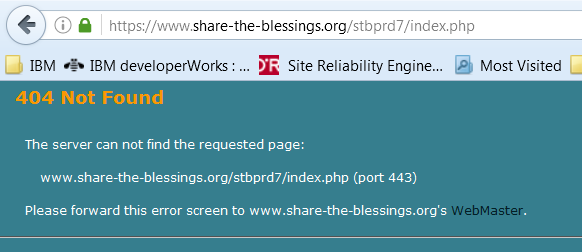 https://www.share-the-blessings.org/stbprd7/index.php
IBM IBM developerWorks : ... O'R Site Reliability Engine... Most Visited
404 Not Found
The server can not find the requested page:
www.share-the-blessings.org/stbprd7/index.php (port 443)
Please forward this error screen to www.share-the-blessings.org's WebMaster.